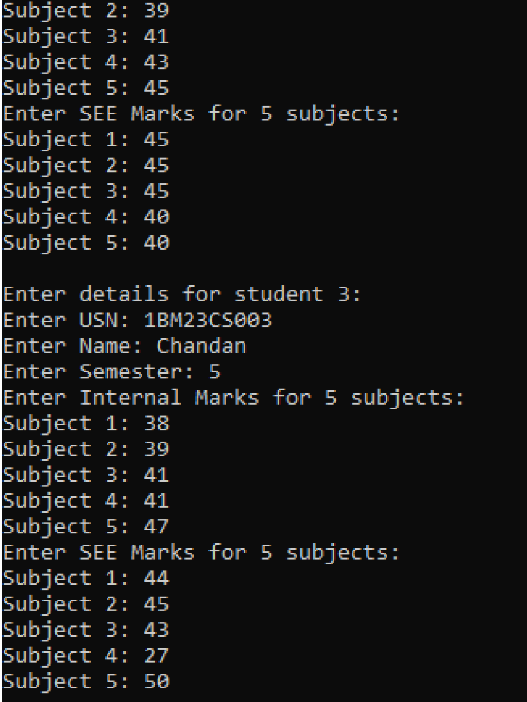 Subject 2: 39
Subject 3: 41
Subject 4: 43
Subject 5: 45
Enter SEE Marks for 5 subjects:
Subject 1: 45
Subject 2: 45
Subject 3: 45
Subject 4: 40
Subject 5: 40
Enter details for student 3:
Enter USN: 1BM23CS003
Enter Name: Chandan
Enter Semester: 5
Enter Internal Marks for 5 subjects:
Subject 1: 38
Subject 2: 39
Subject 3: 41
Subject 4: 41
Subject 5: 47
Enter SEE Marks for 5 subjects:
Subject 1: 44
Subject 2: 45
Subject 3: 43
Subject 4: 27
Subject 5: 50